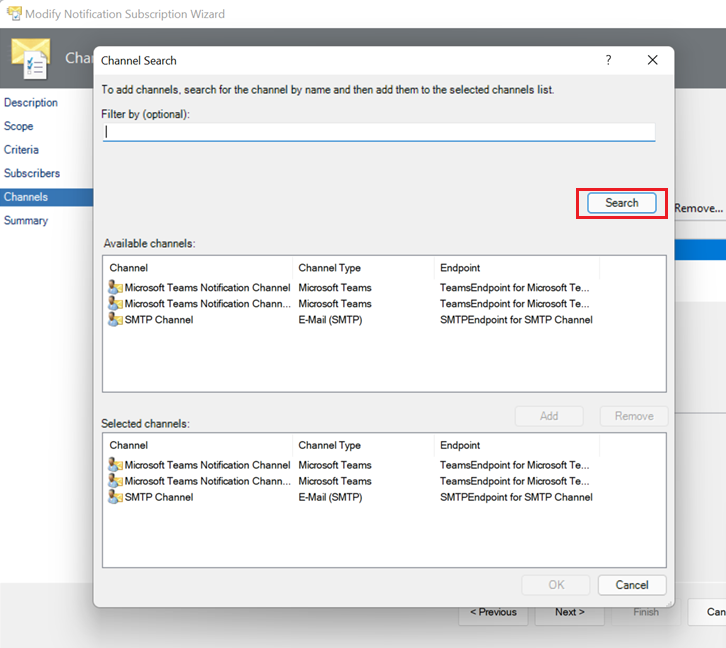 Modify Notification Subscription Wizard
Channel Search
?
To add channels, search for the channel by name and then add them to the selected channels list.
Filter by (optional):
Description
Scope
Criteria
Subscribers
Channels
Summary
Search
Remove...
Available channels:
Channel Channel Type Endpoint
Microsoft Teams Notification Channel Microsoft Teams TeamsEndpoint for Microsoft Te...
Microsoft Teams Notification Chann... Microsoft Teams TeamsEndpoint for Microsoft Te...
SMTP Channel E-Mail (SMTP) SMTPEndpoint for SMTP Channel
Add Remove
Selected channels:
Channel Channel Type Endpoint
Microsoft Teams Notification Channel Microsoft Teams TeamsEndpoint for Microsoft Te...
Microsoft Teams Notification Chann... Microsoft Teams TeamsEndpoint for Microsoft Te...
SMTP Channel E-Mail (SMTP) SMTPEndpoint for SMTP Channel
OK Cancel
< Previous Next > Finish